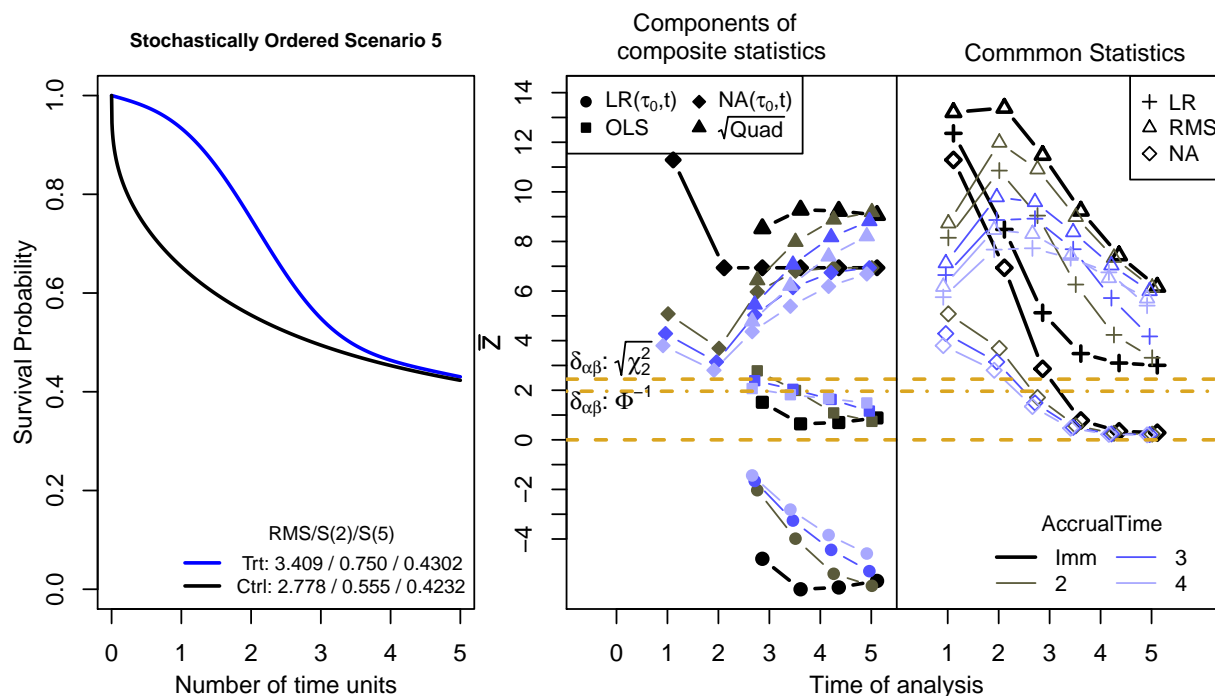 Stochastically Ordered Scenario 5
Survival Probability
1.0
0.8
0.6
0.4
0.2
0.0
RMS/S(2)/S(5)
Trt: 3.409 / 0.750 / 0.4302
Ctrl: 2.778 / 0.555 / 0.4232
0 1 2 3 4 5
Number of time units
Components of
composite statistics
Commmon Statistics
Z̅
14
12
10
8
6
4
2
0
−2
−4
LR(τ₀,t)
NA(τ₀,t)
OLS
√Quad
δαβ: √χ²₂
δαβ: Φ⁻¹
LR
RMS
NA
AccrualTime
Imm
3
2
4
0 1 2 3 4 5
1 2 3 4 5
Time of analysis